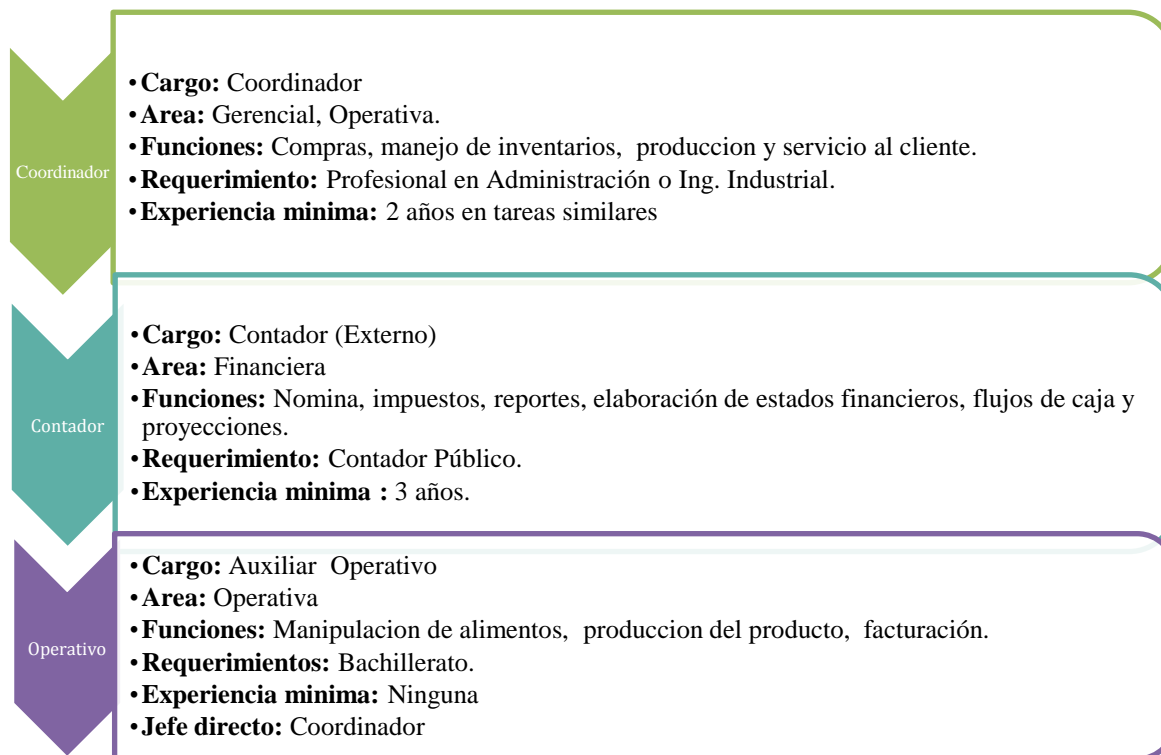 Coordinador
•Cargo: Coordinador
•Area: Gerencial, Operativa.
•Funciones: Compras, manejo de inventarios, produccion y servicio al cliente.
•Requerimiento: Profesional en Administración o Ing. Industrial.
•Experiencia minima: 2 años en tareas similares
Contador
•Cargo: Contador (Externo)
•Area: Financiera
•Funciones: Nomina, impuestos, reportes, elaboración de estados financieros, flujos de caja y
proyecciones.
•Requerimiento: Contador Público.
•Experiencia minima : 3 años.
Operativo
•Cargo: Auxiliar Operativo
•Area: Operativa
•Funciones: Manipulacion de alimentos, produccion del producto, facturación.
•Requerimientos: Bachillerato.
•Experiencia minima: Ninguna
•Jefe directo: Coordinador